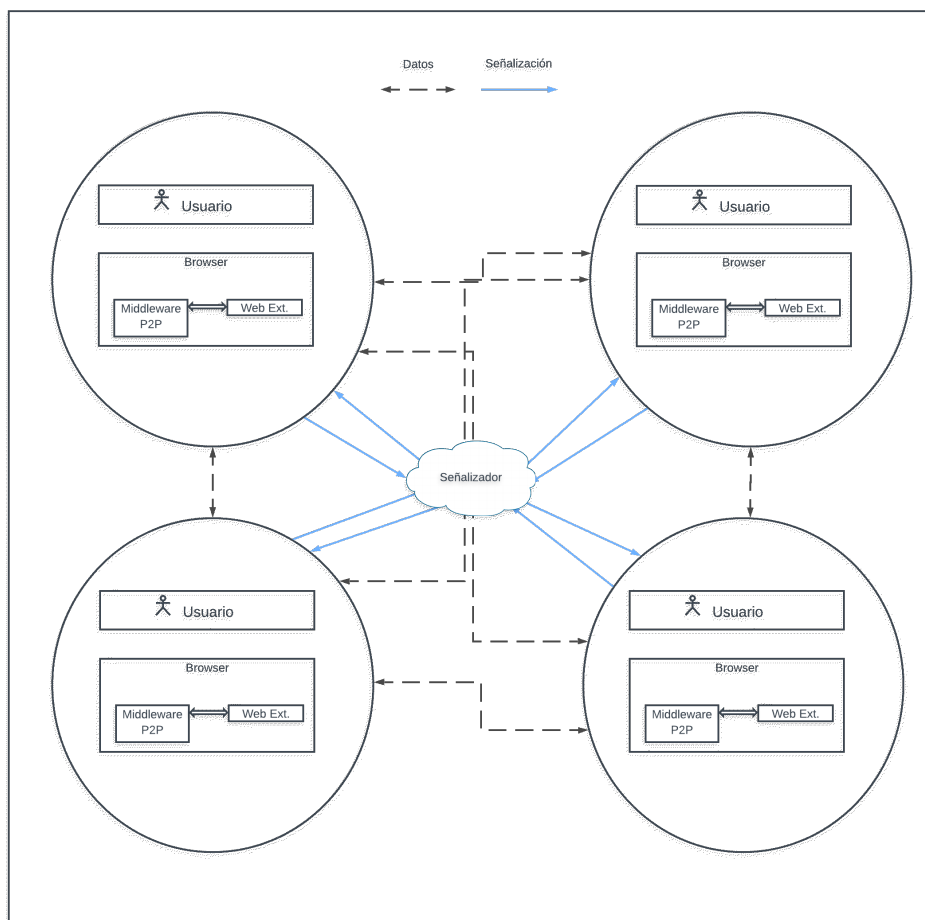 Datos
Señalización
Usuario
Browser
Middleware
P2P
Web Ext.
Usuario
Browser
Middleware
P2P
Web Ext.
Señalizador
Usuario
Browser
Middleware
P2P
Web Ext.
Usuario
Browser
Middleware
P2P
Web Ext.